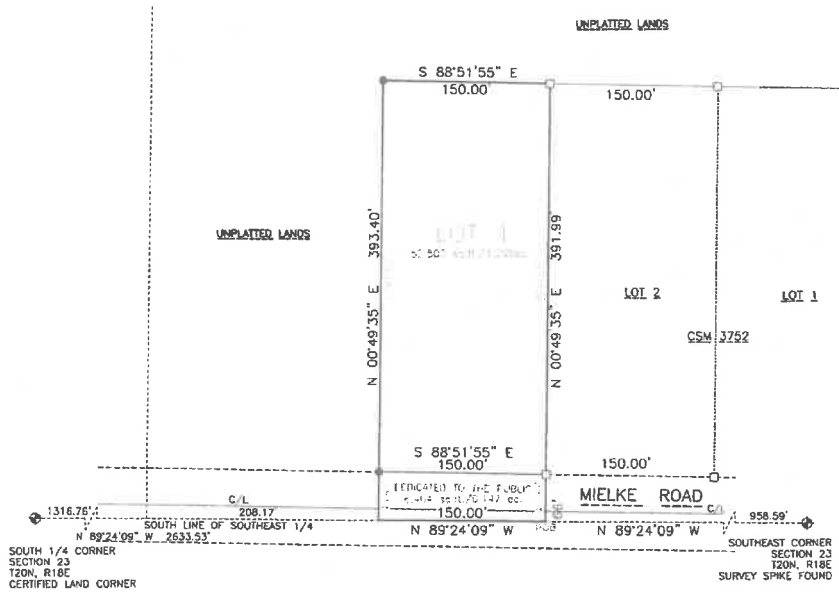 UNPLATTED LANDS
S 88°51'55" E
150.00'
150.00'
UNPLATTED LANDS
N 00°49'35" E 393.40'
LOT 1
N 00°49'35" E 391.99'
LOT 2
LOT 1
CSM 3752
S 88°51'55" E
150.00'
150.00'
DEDICATED TO THE PUBLIC
MIELKE ROAD
C/L
C/L
1316.76'
208.17
150.00'
958.59'
SOUTH LINE OF SOUTHEAST 1/4
N 89°24'09" W 2633.53'
N 89°24'09" W
POB
N 89°24'09" W
SOUTH 1/4 CORNER
SECTION 23
T20N, R18E
CERTIFIED LAND CORNER
SOUTHEAST CORNER
SECTION 23
T20N, R18E
SURVEY SPIKE FOUND